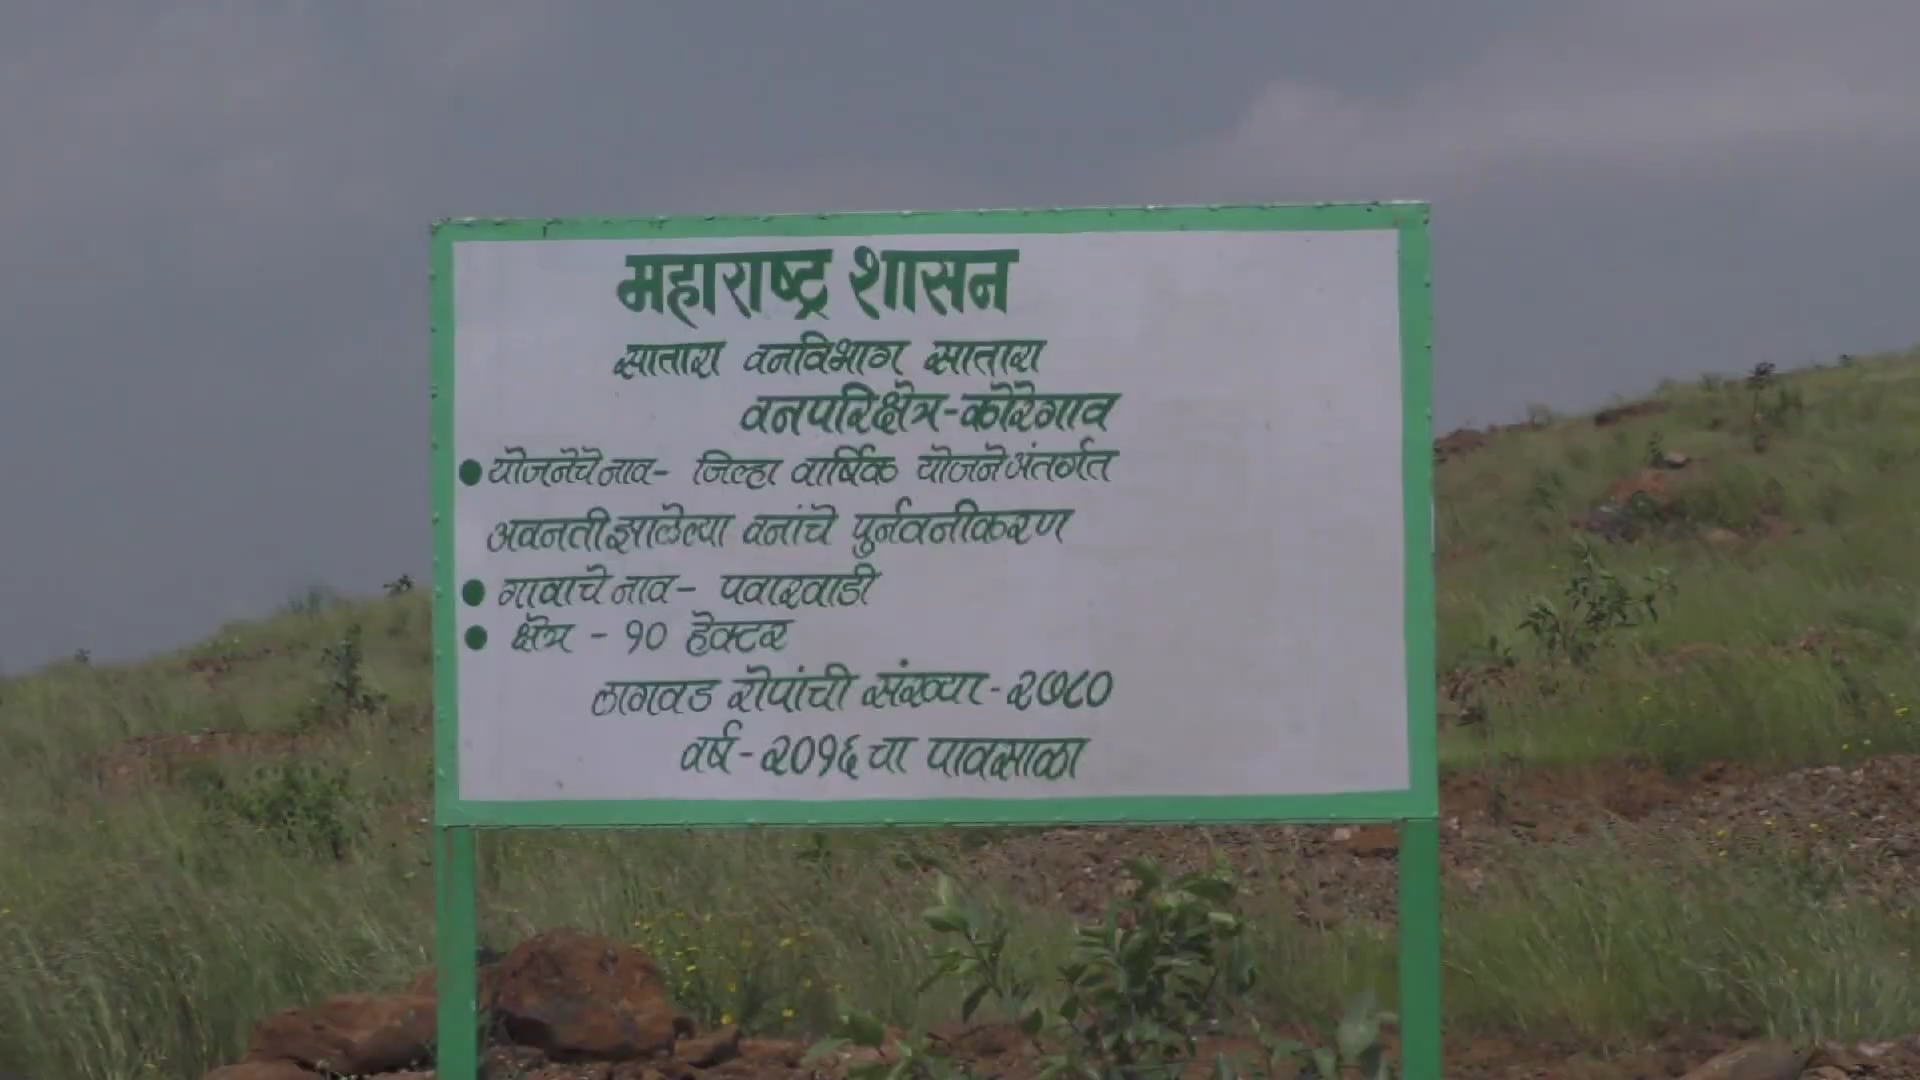 महाराष्ट्र शासन
सातारा वनविभाग सातारा
वनपरिक्षेत्र-कोरेगाव
● योजनेचे नाव- जिल्हा वार्षिक योजनेअंतर्गत
अवनती झालेल्या वनांचे पुर्नवनीकरण
● गावाचे नाव- पवारवाडी
● क्षेत्र - १० हेक्टर
लागवड रोपांची संख्या- २७८०
वर्ष- २०१६ चा पावसाळा